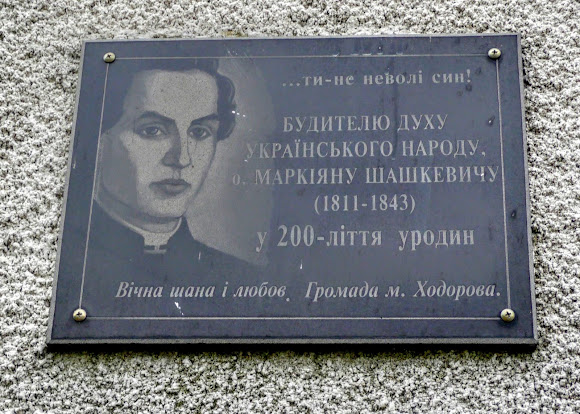 ...ти-не неволі син!
БУДИТЕЛЮ ДУХУ
УКРАЇНСЬКОГО НАРОДУ,
о. МАРКІЯНУ ШАШКЕВИЧУ
(1811-1843)
у 200-ліття уродин
Вічна шана і любов. Громада м. Ходорова.